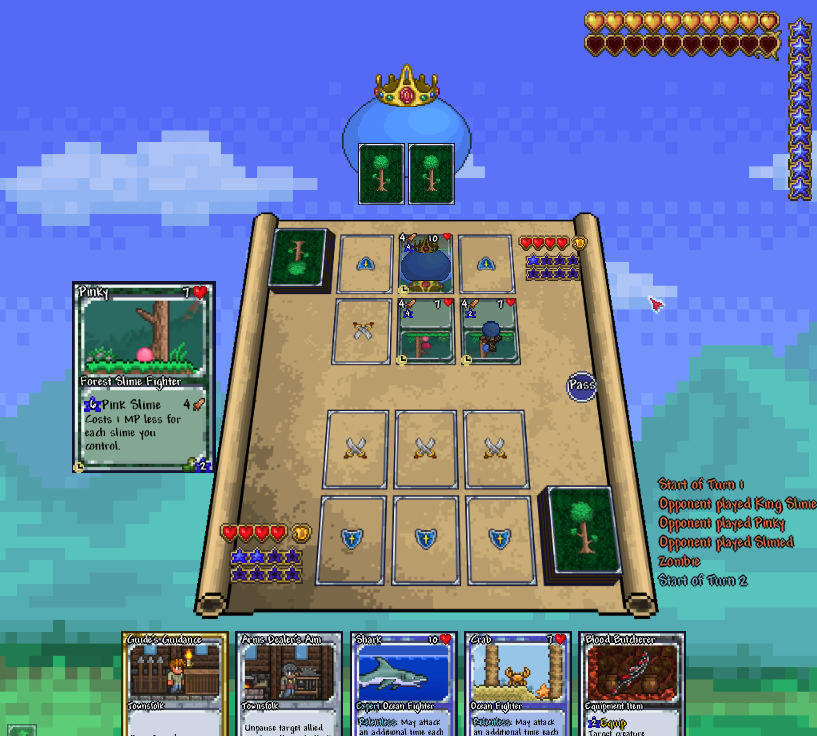 4 10
4 7 4 7
Pinky 7
Forest Slime Fighter
6 Pink Slime 4
Costs 1 MP less for
each slime you
control.
2
Pass
Start of Turn 1
Opponent played King Slime
Opponent played Pinky
Opponent played Slimed
Zombie
Start of Turn 2
Guide's Guidance
Townsfolk
Arms Dealer's Aim
Townsfolk
Unpause target allied
Shark 10
Expert Ocean Fighter
Relentless: May attack
an additional time each
Crab 7
Ocean Fighter
Relentless: May attack
an additional time each
Blood Butcherer
Equipment Item
2 Equip
Target creature